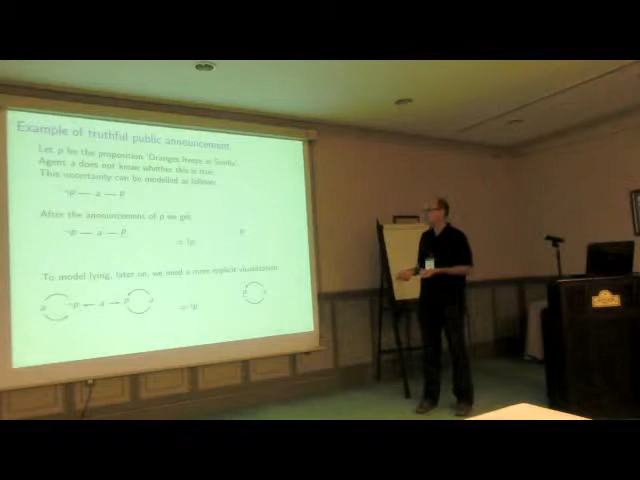 Example of truthful public announcement
Let p be the proposition 'Oranges freeze in Sevilla'.
Agent a does not know whether this is true.
This uncertainty can be modelled as follows:
¬p — a — p
After the announcement of p we get
¬p — a — p
⇒ !p
p
To model lying, later on, we need a more explicit visualization:
a ¬p ← a → p a
⇒ !p
p a